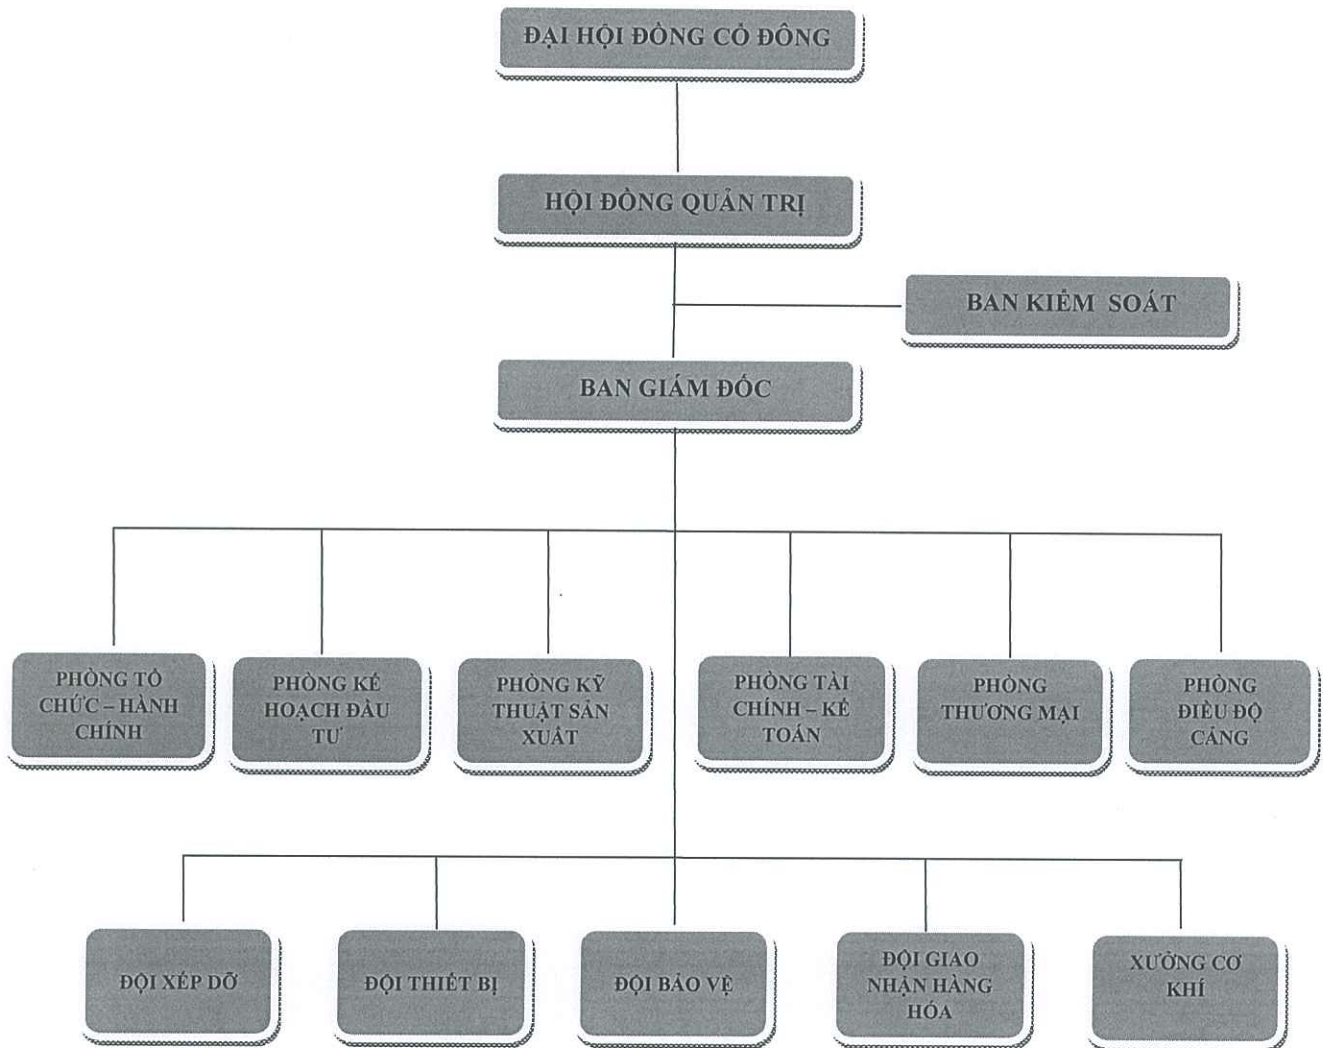 ĐẠI HỘI ĐỒNG CỔ ĐÔNG
HỘI ĐỒNG QUẢN TRỊ
BAN KIỂM SOÁT
BAN GIÁM ĐỐC
PHÒNG TỔ
CHỨC – HÀNH
CHÍNH
PHÒNG KẾ
HOẠCH ĐẦU
TƯ
PHÒNG KỸ
THUẬT SẢN
XUẤT
PHÒNG TÀI
CHÍNH – KẾ
TOÁN
PHÒNG
THƯƠNG MẠI
PHÒNG
ĐIỀU ĐỘ
CẢNG
ĐỘI XẾP DỠ
ĐỘI THIẾT BỊ
ĐỘI BẢO VỆ
ĐỘI GIAO
NHẬN HÀNG
HÓA
XƯỞNG CƠ
KHÍ